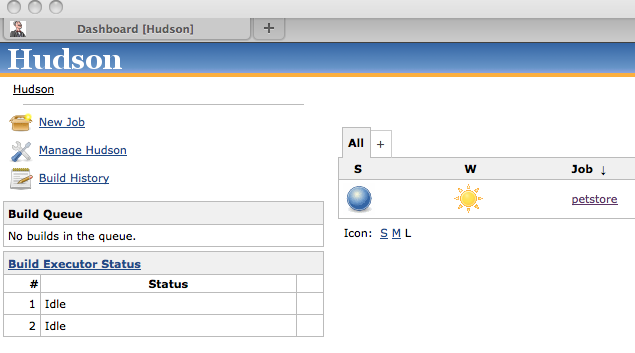 Dashboard [Hudson]
+
Hudson
Hudson
New Job
Manage Hudson
Build History
All +
S W Job ↓
petstore
Icon: S M L
Build Queue
No builds in the queue.
Build Executor Status
# Status
1 Idle
2 Idle